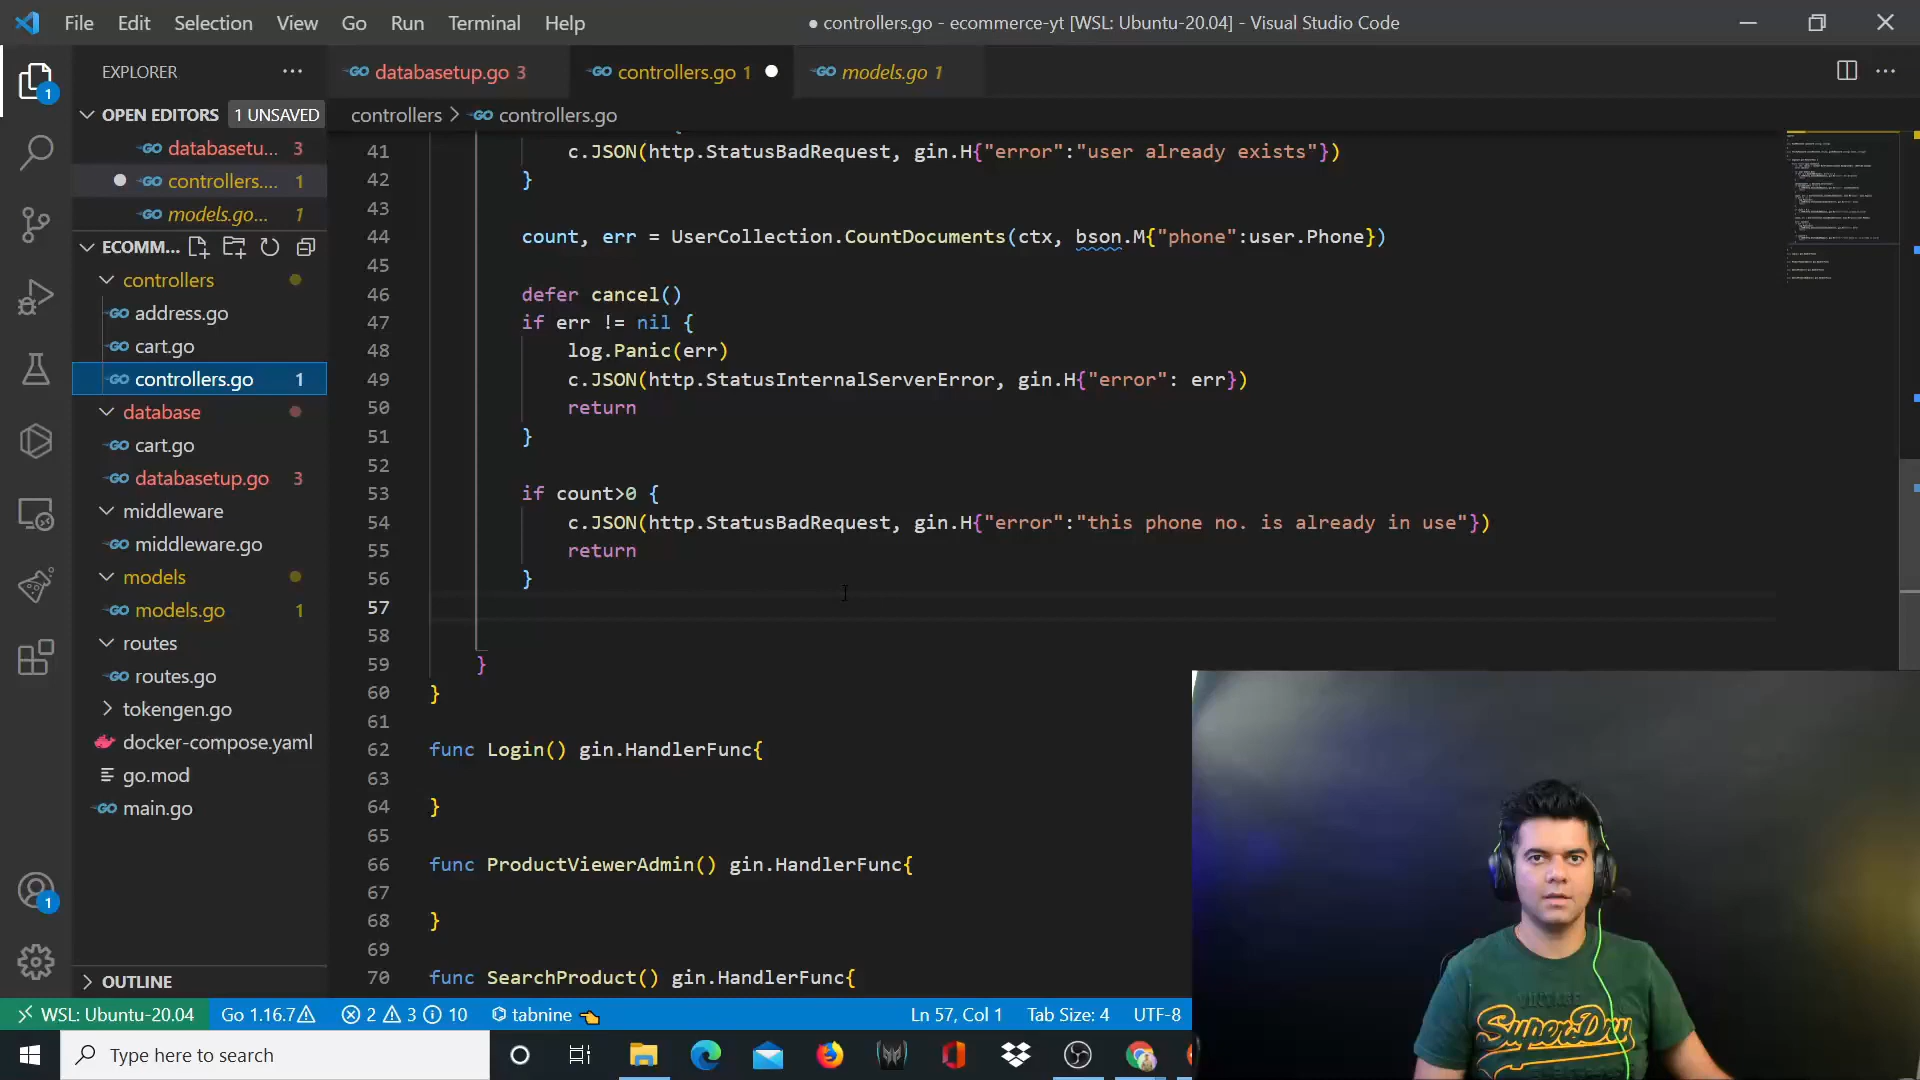 File Edit Selection View Go Run Terminal Help
● controllers.go - ecommerce-yt [WSL: Ubuntu-20.04] - Visual Studio Code
EXPLORER
databasetup.go 3
controllers.go 1
models.go 1
OPEN EDITORS 1 UNSAVED
controllers > controllers.go
databasetu... 3
controllers.... 1
models.go... 1
ECOMM...
controllers
address.go
cart.go
controllers.go 1
database
cart.go
databasetup.go 3
middleware
middleware.go
models
models.go 1
routes
routes.go
tokengen.go
docker-compose.yaml
go.mod
main.go
OUTLINE
41 c.JSON(http.StatusBadRequest, gin.H{"error":"user already exists"})
42 }
43
44 count, err = UserCollection.CountDocuments(ctx, bson.M{"phone":user.Phone})
45
46 defer cancel()
47 if err != nil {
48 log.Panic(err)
49 c.JSON(http.StatusInternalServerError, gin.H{"error": err})
50 return
51 }
52
53 if count>0 {
54 c.JSON(http.StatusBadRequest, gin.H{"error":"this phone no. is already in use"})
55 return
56 }
57
58
59 }
60 }
61
62 func Login() gin.HandlerFunc{
63
64 }
65
66 func ProductViewerAdmin() gin.HandlerFunc{
67
68 }
69
70 func SearchProduct() gin.HandlerFunc{
WSL: Ubuntu-20.04 Go 1.16.7 2 3 10 tabnine Ln 57, Col 1 Tab Size: 4 UTF-8
Type here to search
VINTAGE
SuperDry